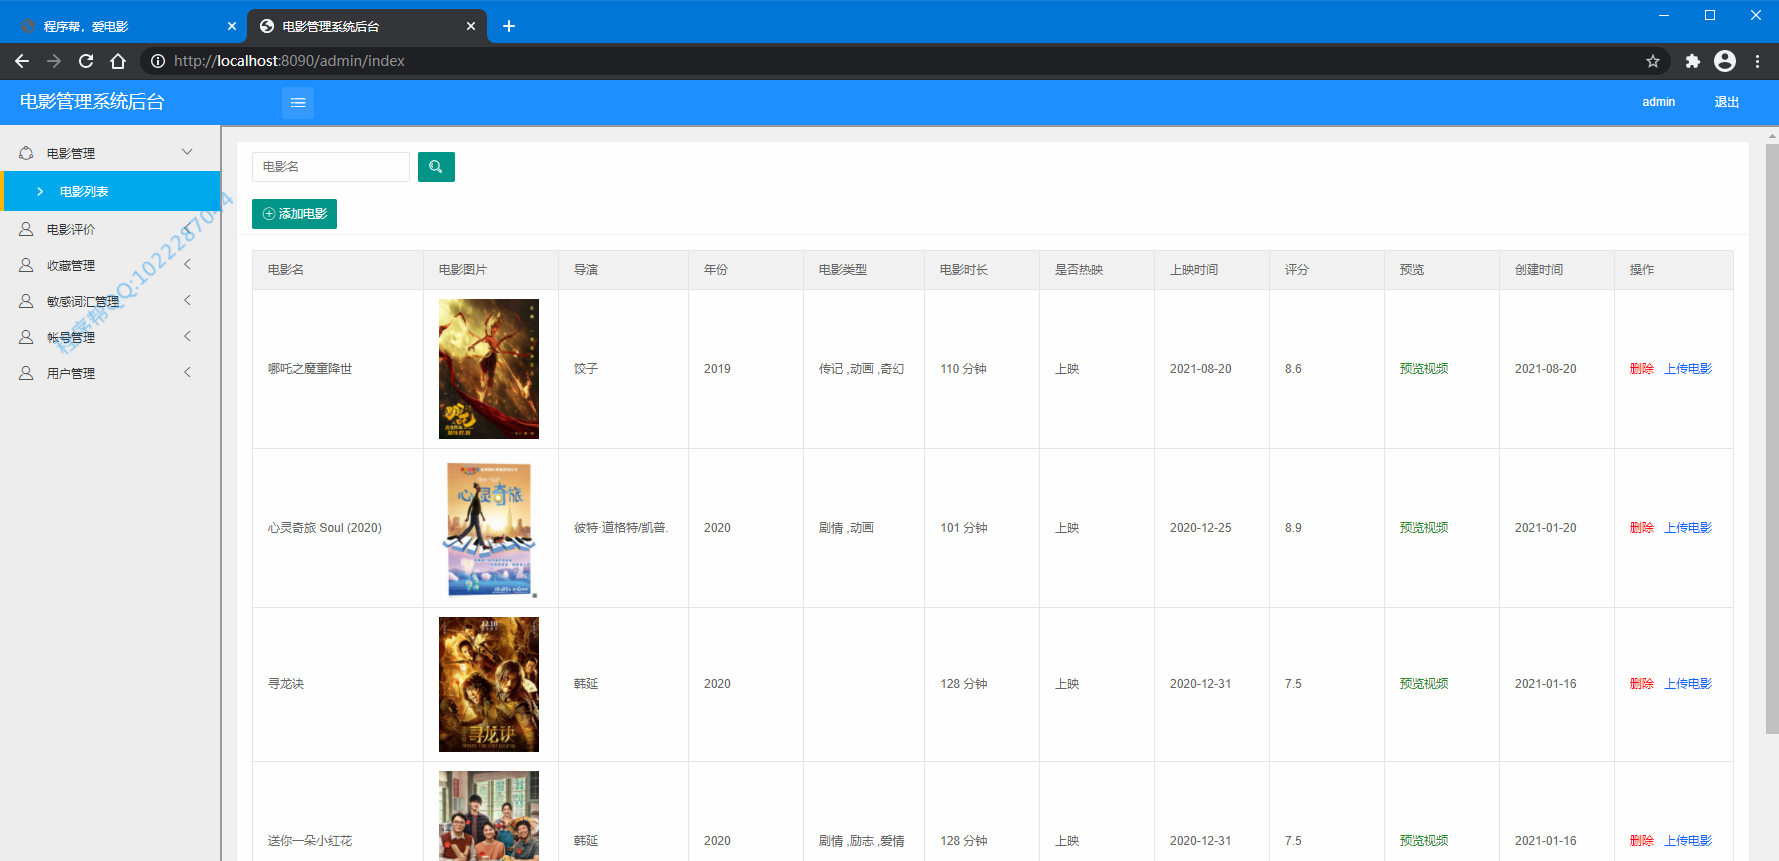 程序帮，爱电影
电影管理系统后台
http://localhost:8090/admin/index
电影管理系统后台
admin
退出
电影管理
电影列表
电影评价
收藏管理
敏感词汇管理
帐号管理
用户管理
程序帮QQ:1022287044
电影名
添加电影
电影名 电影图片 导演 年份 电影类型 电影时长 是否热映 上映时间 评分 预览 创建时间 操作
哪吒之魔童降世 饺子 2019 传记 ,动画 ,奇幻 110 分钟 上映 2021-08-20 8.6 预览视频 2021-08-20 删除 上传电影
心灵奇旅
心灵奇旅 Soul (2020) 彼特·道格特/凯普. 2020 剧情 ,动画 101 分钟 上映 2020-12-25 8.9 预览视频 2021-01-20 删除 上传电影
12.18
寻龙诀
寻龙诀 韩延 2020 128 分钟 上映 2020-12-31 7.5 预览视频 2021-01-16 删除 上传电影
送你一朵小红花 韩延 2020 剧情 ,励志 ,爱情 128 分钟 上映 2020-12-31 7.5 预览视频 2021-01-16 删除 上传电影